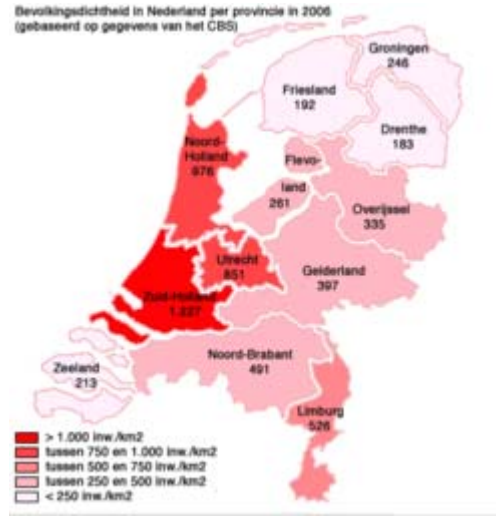 Bevolkingsdichtheid in Nederland per provincie in 2006
(gebaseerd op gegevens van het CBS)
Groningen
246
Friesland
192
Drenthe
183
Noord-
Holland
976
Flevo-
land
261
Overijssel
335
Utrecht
851
Gelderland
397
Zuid-Holland
1.227
Noord-Brabant
491
Zeeland
213
Limburg
526
> 1.000 inw./km2
tussen 750 en 1.000 inw./km2
tussen 500 en 750 inw./km2
tussen 250 en 500 inw./km2
< 250 inw./km2